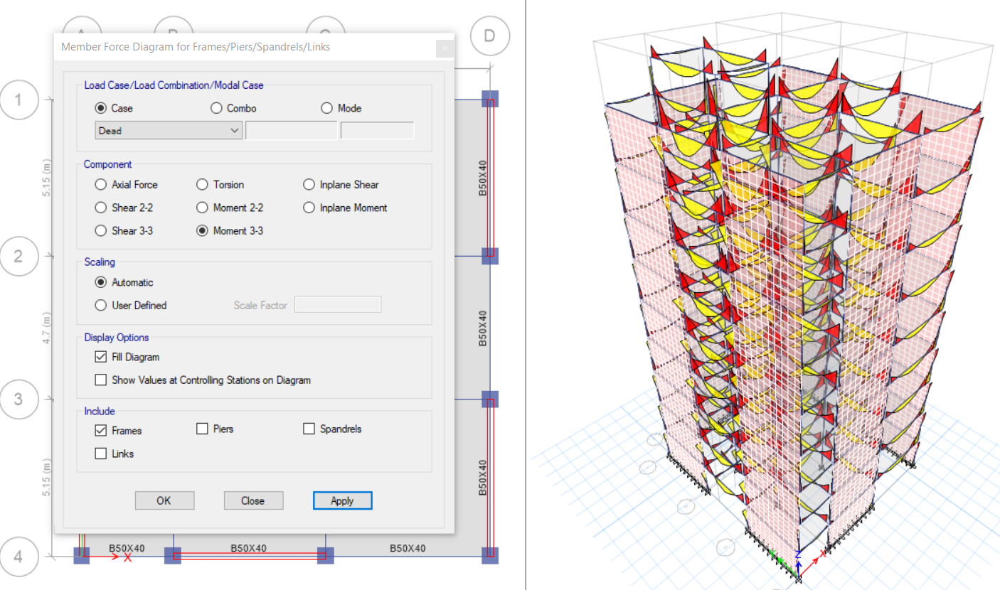 D
Member Force Diagram for Frames/Piers/Spandrels/Links
Load Case/Load Combination/Modal Case
Case Combo Mode
Dead
Component
Axial Force Torsion Inplane Shear
Shear 2-2 Moment 2-2 Inplane Moment
Shear 3-3 Moment 3-3
Scaling
Automatic
User Defined Scale Factor
Display Options
Fill Diagram
Show Values at Controlling Stations on Diagram
Include
Frames Piers Spandrels
Links
OK Close Apply
1
5.15 (m)
2
4.7 (m)
3
5.15 (m)
4
B50X40
B50X40
B50X40
B50X40 B50X40 B50X40
X
Z
X